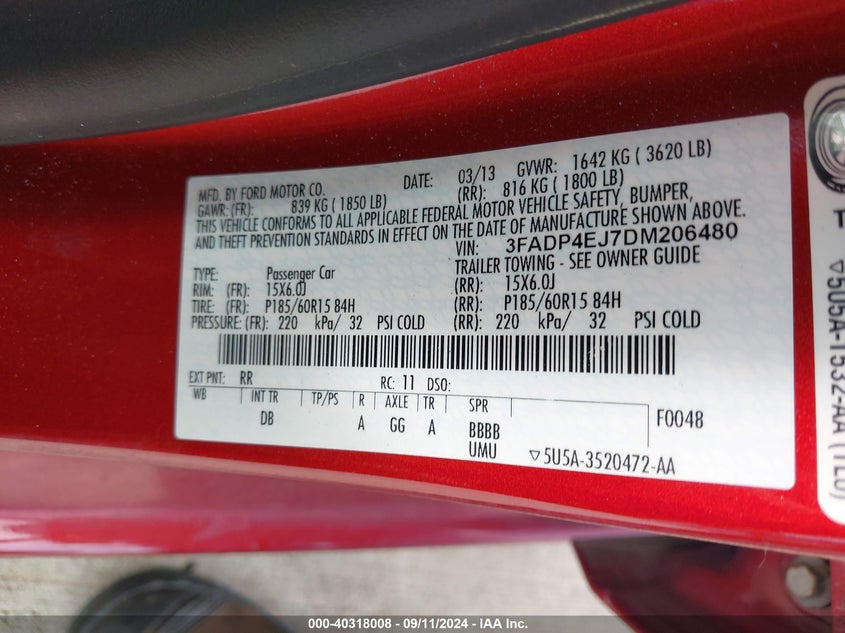 MFD. BY FORD MOTOR CO. DATE: 03/13 GVWR: 1642 KG ( 3620 LB)
GAWR: (FR): 839 KG ( 1850 LB) (RR): 816 KG ( 1800 LB)
THIS VEHICLE CONFORMS TO ALL APPLICABLE FEDERAL MOTOR VEHICLE SAFETY, BUMPER,
AND THEFT PREVENTION STANDARDS IN EFFECT ON THE DATE OF MANUFACTURE SHOWN ABOVE.
VIN: 3FADP4EJ7DM206480
TYPE: Passenger Car TRAILER TOWING - SEE OWNER GUIDE
RIM: (FR): 15X6.0J (RR): 15X6.0J
TIRE: (FR): P185/60R15 84H (RR): P185/60R15 84H
PRESSURE: (FR): 220 kPa/ 32 PSI COLD (RR): 220 kPa/ 32 PSI COLD
EXT PNT: RR RC: 11 DSO:
WB INT TR TP/PS R AXLE TR SPR F0048
DB A GG A BBBB
UMU ▽5U5A-3520472-AA
T
▽5U5A-1532-AA (TL6)
000-40318008 - 09/11/2024 - IAA Inc.